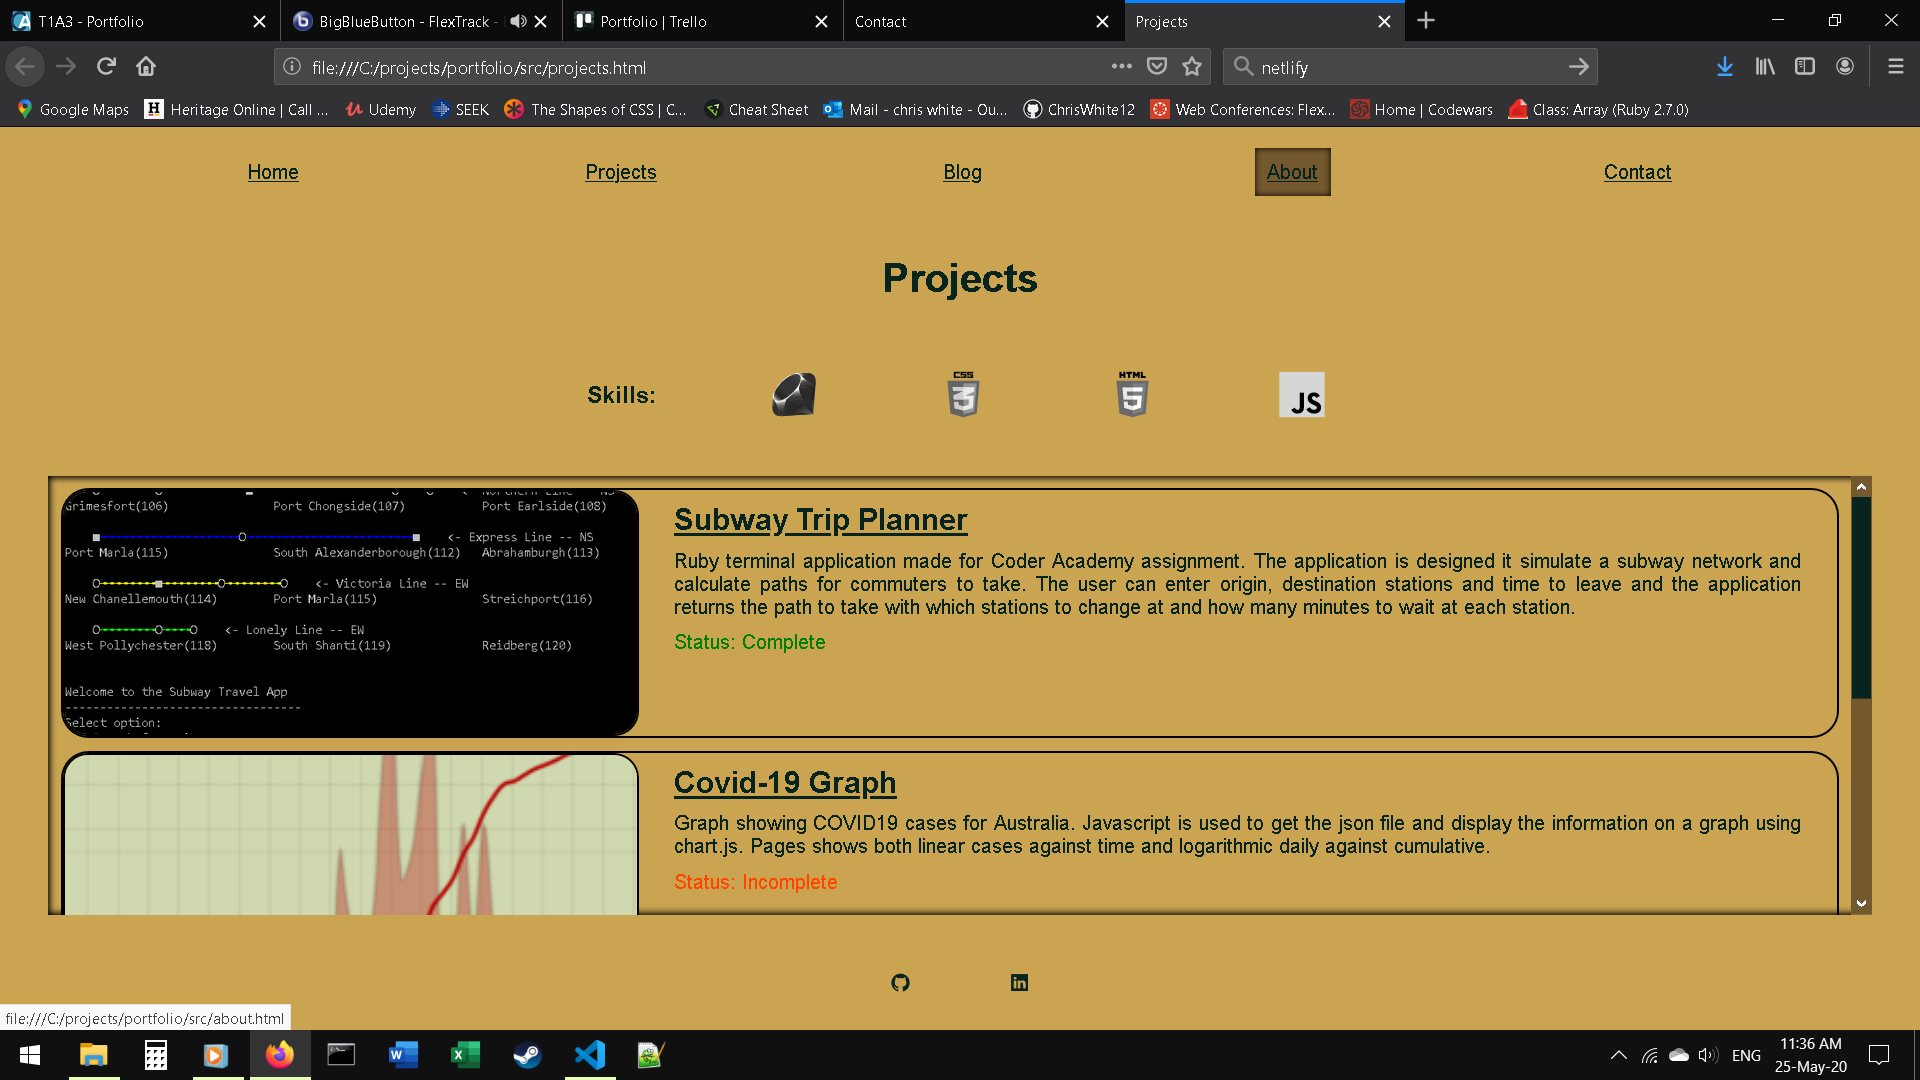 T1A3 - Portfolio
BigBlueButton - FlexTrack -
Portfolio | Trello
Contact
Projects
file:///C:/projects/portfolio/src/projects.html
netlify
Google Maps
Heritage Online | Call ...
Udemy
SEEK
The Shapes of CSS | C...
Cheat Sheet
Mail - chris white - Ou...
ChrisWhite12
Web Conferences: Flex...
Home | Codewars
Class: Array (Ruby 2.7.0)
Home
Projects
Blog
About
Contact
Projects
Skills:
CSS
3
HTML
5
JS
Grimesfort(106) Port Chongside(107) Port Earlside(108)
<- Express Line -- NS
Port Marla(115) South Alexanderborough(112) Abrahamburgh(113)
<- Victoria Line -- EW
New Chanellemouth(114) Port Marla(115) Streichport(116)
<- Lonely Line -- EW
West Pollychester(118) South Shanti(119) Reidberg(120)
Welcome to the Subway Travel App
----------------------------------
Select option:
Subway Trip Planner
Ruby terminal application made for Coder Academy assignment. The application is designed it simulate a subway network and
calculate paths for commuters to take. The user can enter origin, destination stations and time to leave and the application
returns the path to take with which stations to change at and how many minutes to wait at each station.
Status: Complete
Covid-19 Graph
Graph showing COVID19 cases for Australia. Javascript is used to get the json file and display the information on a graph using
chart.js. Pages shows both linear cases against time and logarithmic daily against cumulative.
Status: Incomplete
file:///C:/projects/portfolio/src/about.html
ENG
11:36 AM
25-May-20